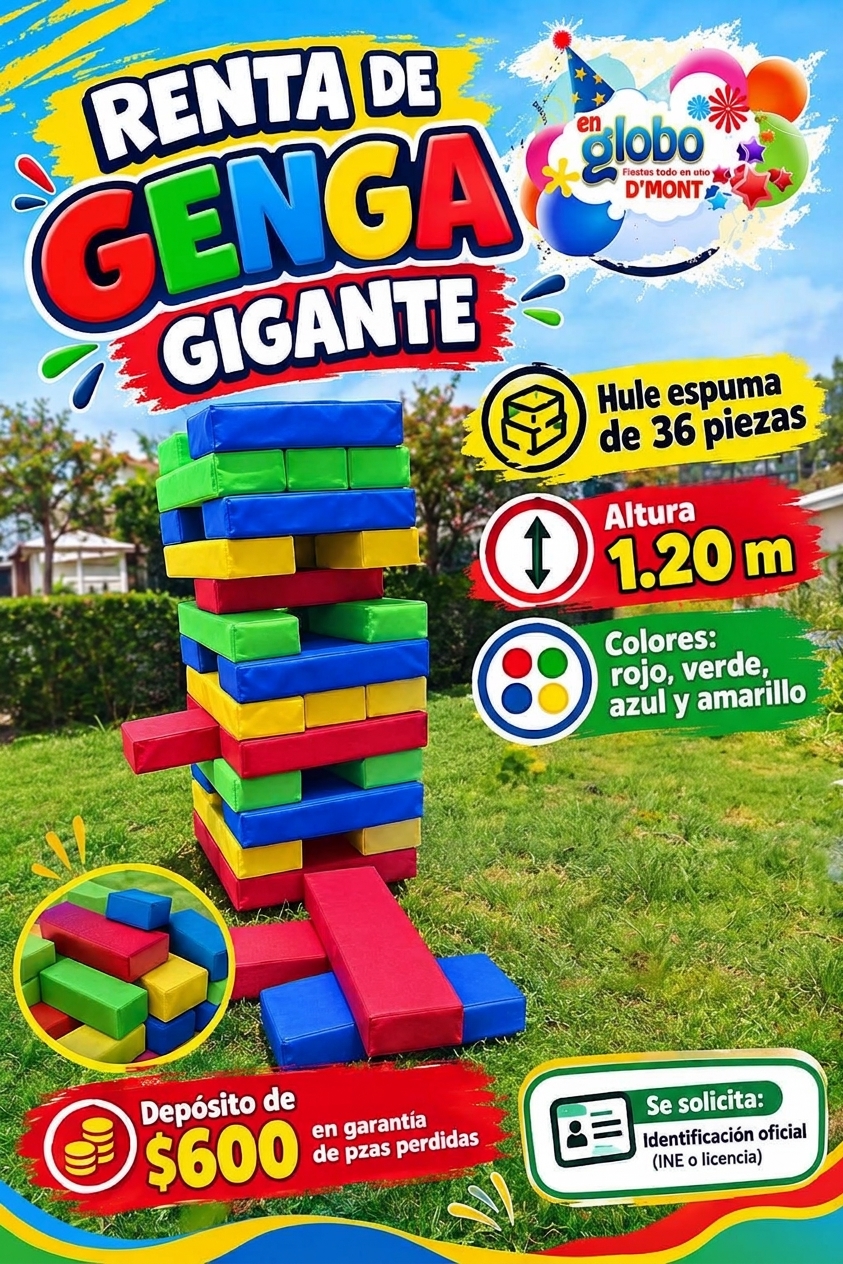 RENTA DE
GENGA
GIGANTE
en
globo
Fiestas todo en uno
D'MONT
Hule espuma
de 36 piezas
Altura
1.20 m
Colores:
rojo, verde,
azul y amarillo
Depósito de
$600
en garantía
de pzas perdidas
Se solicita:
Identificación oficial
(INE o licencia)